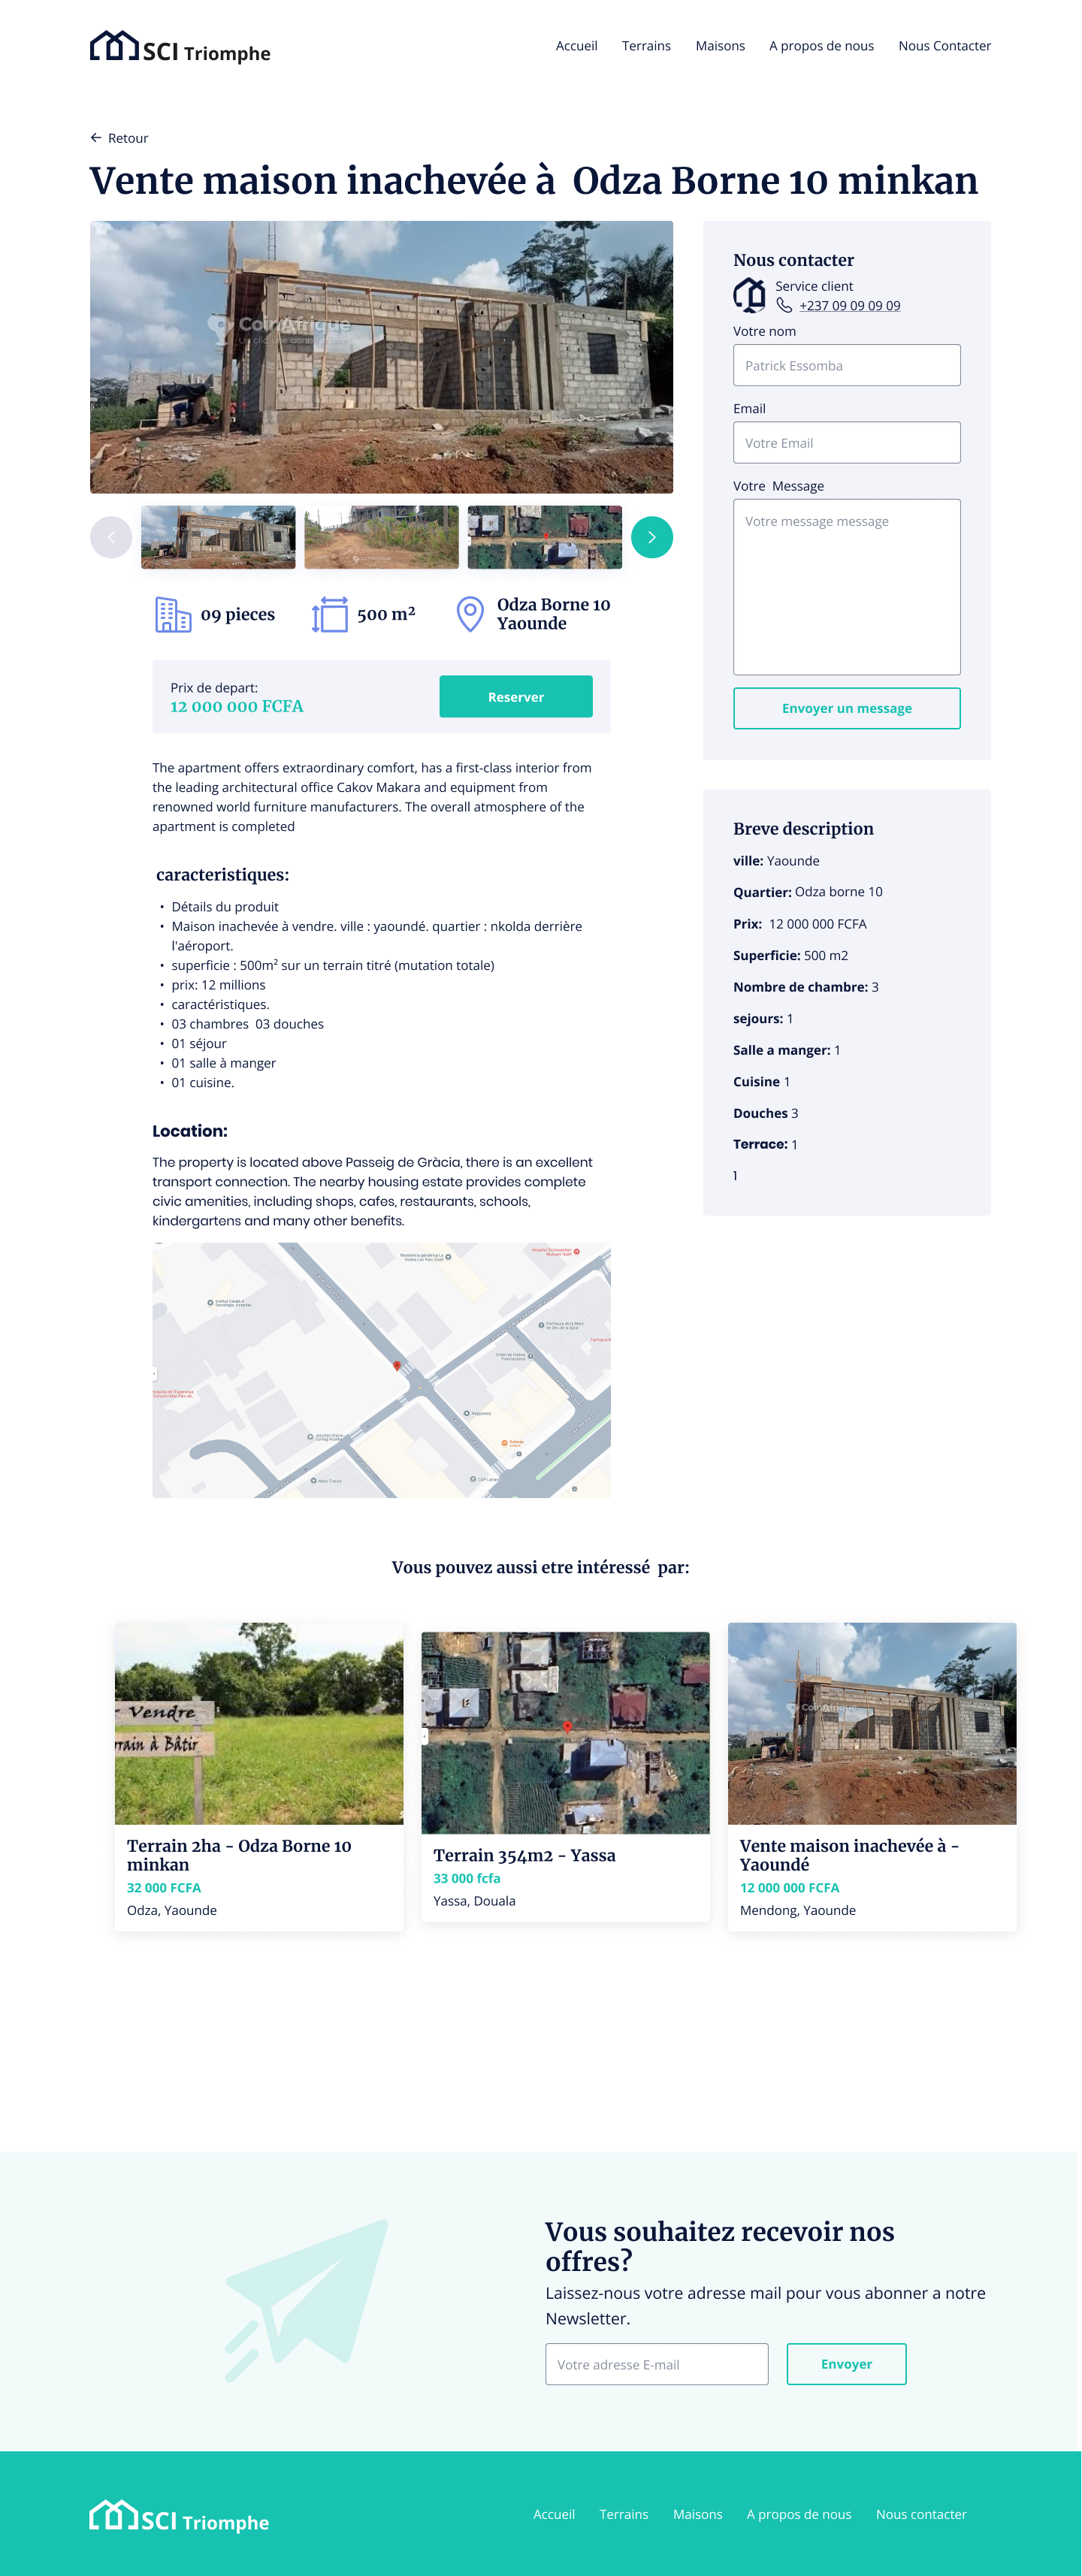 SCI Triomphe
Accueil Terrains Maisons A propos de nous Nous Contacter
← Retour
Vente maison inachevée à Odza Borne 10 minkan
CoinAfrique
Nous contacter
Service client
+237 09 09 09 09
Votre nom
Patrick Essomba
Email
Votre Email
Votre Message
Votre message message
Envoyer un message
09 pieces
500 m²
Odza Borne 10
Yaounde
Prix de depart:
12 000 000 FCFA
Reserver
The apartment offers extraordinary comfort, has a first-class interior from
the leading architectural office Cakov Makara and equipment from
renowned world furniture manufacturers. The overall atmosphere of the
apartment is completed
caracteristiques:
• Détails du produit
• Maison inachevée à vendre. ville : yaoundé. quartier : nkolda derrière
l'aéroport.
• superficie : 500m² sur un terrain titré (mutation totale)
• prix: 12 millions
• caractéristiques.
• 03 chambres 03 douches
• 01 séjour
• 01 salle à manger
• 01 cuisine.
Breve description
ville: Yaounde
Quartier: Odza borne 10
Prix: 12 000 000 FCFA
Superficie: 500 m2
Nombre de chambre: 3
sejours: 1
Salle a manger: 1
Cuisine 1
Douches 3
Terrace: 1
1
Location:
The property is located above Passeig de Gràcia, there is an excellent
transport connection. The nearby housing estate provides complete
civic amenities, including shops, cafes, restaurants, schools,
kindergartens and many other benefits.
Vous pouvez aussi etre intéressé par:
Vendre
rrain à Bâtir
Terrain 2ha - Odza Borne 10
minkan
32 000 FCFA
Odza, Yaounde
Terrain 354m2 - Yassa
33 000 fcfa
Yassa, Douala
CoinAfrique
Vente maison inachevée à -
Yaoundé
12 000 000 FCFA
Mendong, Yaounde
Vous souhaitez recevoir nos
offres?
Laissez-nous votre adresse mail pour vous abonner a notre
Newsletter.
Votre adresse E-mail
Envoyer
SCI Triomphe
Accueil Terrains Maisons A propos de nous Nous contacter